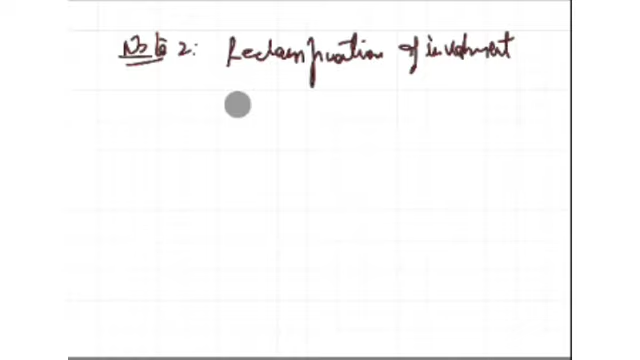 Note 2: Reclassification of investment